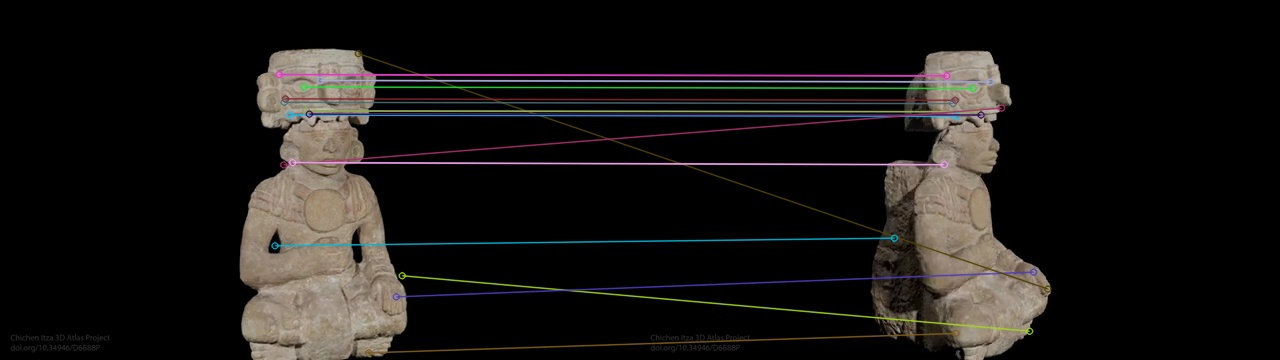 Chichen Itza 3D Atlas Project
doi.org/10.34946/D6B88P
Chichen Itza 3D Atlas Project
doi.org/10.34946/D6B88P